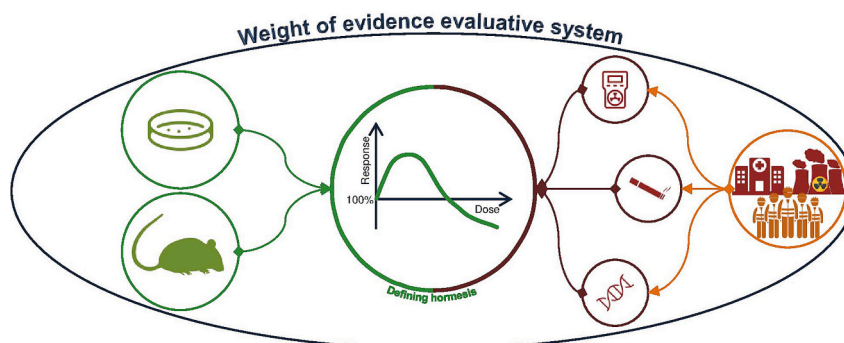 Weight of evidence evaluative system
Response
100%
Dose
Defining hormesis